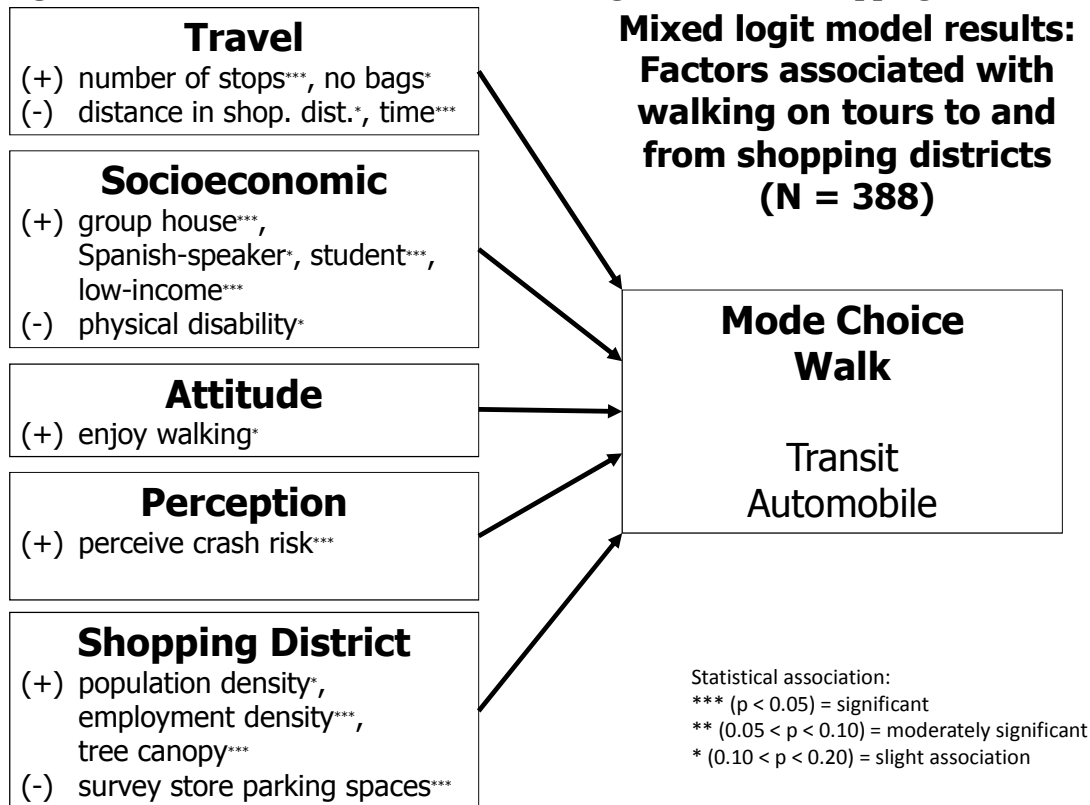 Travel
(+) number of stops***, no bags*
(-) distance in shop. dist.*, time***
Socioeconomic
(+) group house***,
Spanish-speaker*, student***,
low-income***
(-) physical disability*
Attitude
(+) enjoy walking*
Perception
(+) perceive crash risk***
Shopping District
(+) population density*,
employment density***,
tree canopy***
(-) survey store parking spaces***
Mixed logit model results:
Factors associated with
walking on tours to and
from shopping districts
(N = 388)
Mode Choice
Walk
Transit
Automobile
Statistical association:
*** (p < 0.05) = significant
** (0.05 < p < 0.10) = moderately significant
* (0.10 < p < 0.20) = slight association